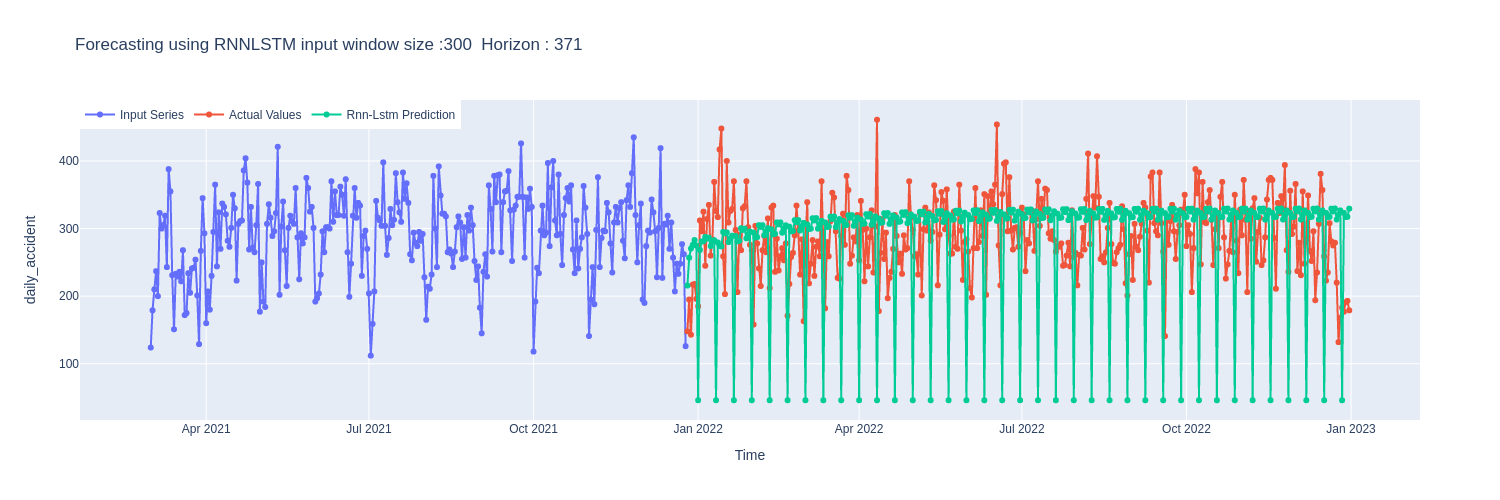 Forecasting using RNNLSTM input window size :300  Horizon : 371
Input Series
Actual Values
Rnn-Lstm Prediction
daily_accident
400
300
200
100
Apr 2021
Jul 2021
Oct 2021
Jan 2022
Apr 2022
Jul 2022
Oct 2022
Jan 2023
Time